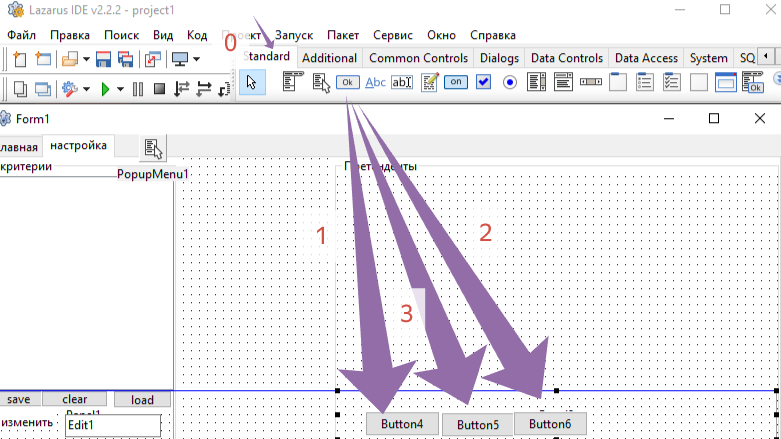 Lazarus IDE v2.2.2 - project1
Файл Правка Поиск Вид Код Проект Запуск Пакет Сервис Окно Справка
0
Standard Additional Common Controls Dialogs Data Controls Data Access System SQ
Ok Abc abI on Ok
Form1
лавная настройка
критерии
PopupMenu1
Претенденты
1
2
3
save clear load
Button4 Button5 Button6
изменить Edit1